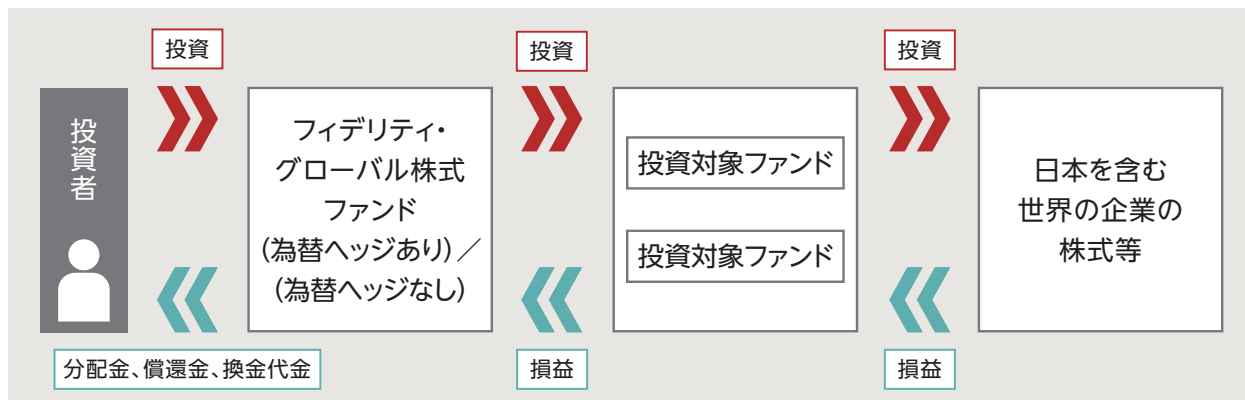 投資
投資
投資
投資者
フィデリティ・
グローバル株式
ファンド
(為替ヘッジあり)／
(為替ヘッジなし)
投資対象ファンド
投資対象ファンド
日本を含む
世界の企業の
株式等
分配金、償還金、換金代金
損益
損益